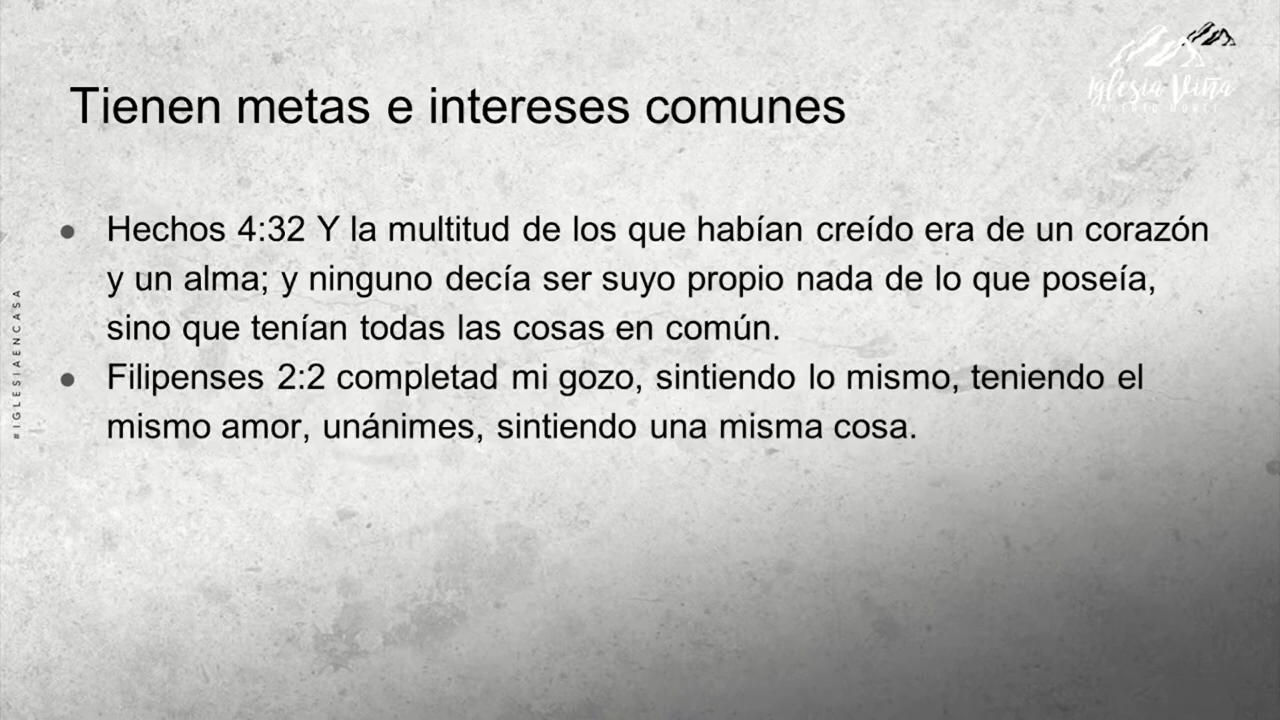 Iglesia Viña
Tienen metas e intereses comunes
● Hechos 4:32 Y la multitud de los que habían creído era de un corazón
y un alma; y ninguno decía ser suyo propio nada de lo que poseía,
sino que tenían todas las cosas en común.
● Filipenses 2:2 completad mi gozo, sintiendo lo mismo, teniendo el
mismo amor, unánimes, sintiendo una misma cosa.
#IGLESIAENCASA